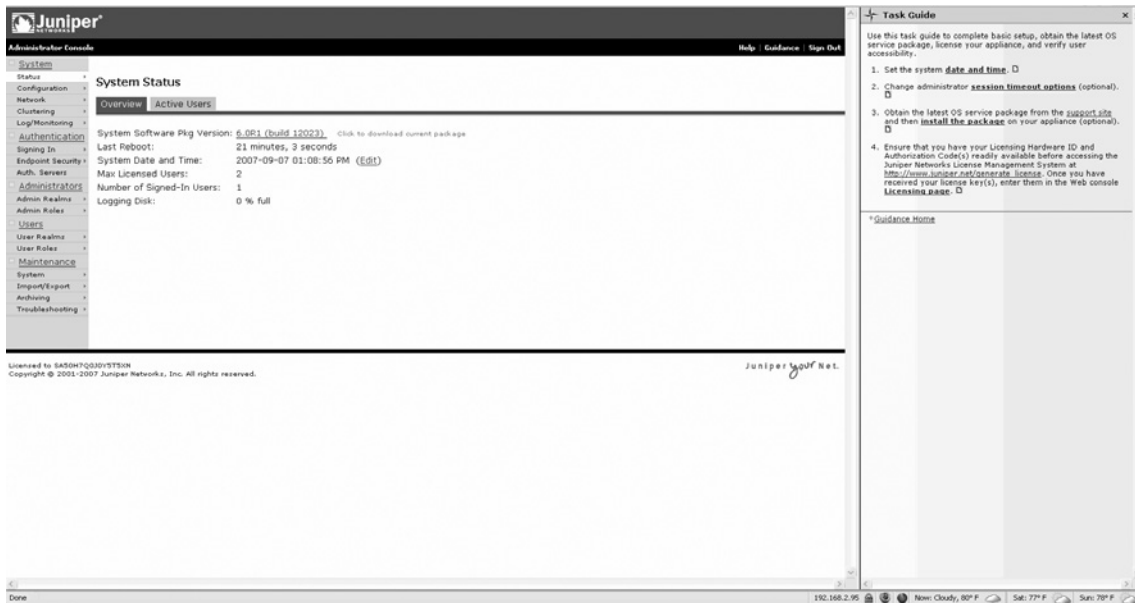 Juniper
NETWORKS
Administrator Console
Help | Guidance | Sign Out
System
Status
Configuration
Network
Clustering
Log/Monitoring
Authentication
Signing In
Endpoint Security
Auth. Servers
Administrators
Admin Realms
Admin Roles
Users
User Realms
User Roles
Maintenance
System
Import/Export
Archiving
Troubleshooting
System Status
Overview
Active Users
System Software Pkg Version: 6.0R1 (build 12023) Click to download current package
Last Reboot: 21 minutes, 3 seconds
System Date and Time: 2007-09-07 01:08:56 PM (Edit)
Max Licensed Users: 2
Number of Signed-In Users: 1
Logging Disk: 0 % full
Licensed to
Copyright © 2001-2007 Juniper Networks, Inc. All rights reserved.
Juniper your Net.
Task Guide
Use this task guide to complete basic setup, obtain the latest OS
service package, license your appliance, and verify user
accessibility.
1. Set the system date and time.
2. Change administrator session timeout options (optional).
3. Obtain the latest OS service package from the support site
and then install the package on your appliance (optional).
4. Ensure that you have your Licensing Hardware ID and
Authorization Code(s) readily available before accessing the
Juniper Networks License Management System at
http://www.juniper.net/generate_license. Once you have
received your license key(s), enter them in the Web console
Licensing page.
Guidance Home
Done
192.168.2.95
Now: Cloudy, 80° F
Sat: 77° F
Sun: 78° F